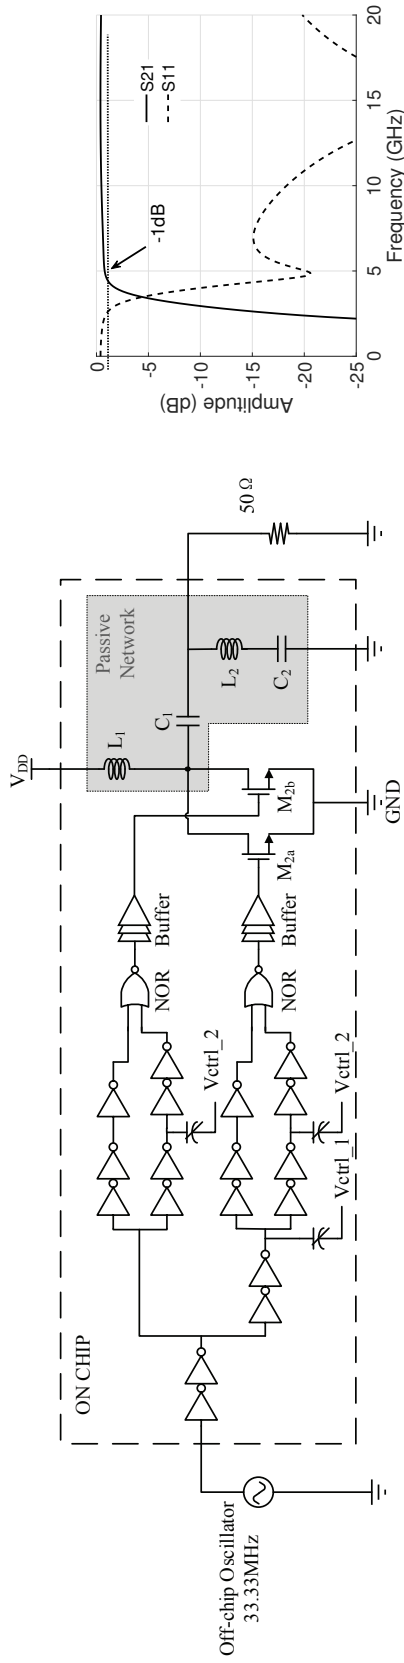 Off-chip Oscillator
33.33MHz
ON CHIP
Vctrl_2
Vctrl_1
Vctrl_2
NOR
NOR
Buffer
Buffer
M2a
M2b
GND
VDD
L1
C1
Passive
Network
L2
C2
50 Ω
Amplitude (dB)
0
-5
-10
-15
-20
-25
0
5
10
15
20
Frequency (GHz)
-1dB
S21
S11